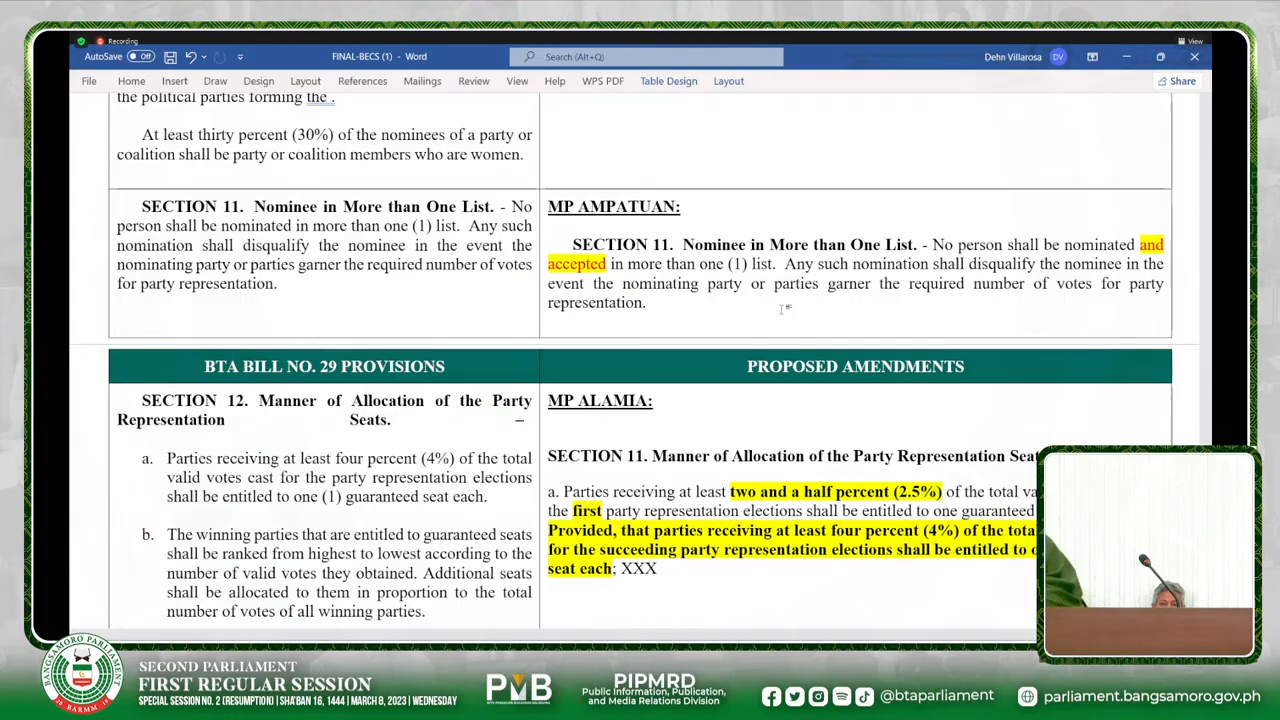 Recording
View
AutoSave Off
FINAL-BECS (1) - Word
Search (Alt+Q)
Dehn Villarosa DV
File Home Insert Draw Design Layout References Mailings Review View Help WPS PDF Table Design Layout Share
the political parties forming the .
At least thirty percent (30%) of the nominees of a party or
coalition shall be party or coalition members who are women.
SECTION 11. Nominee in More than One List. - No
person shall be nominated in more than one (1) list. Any such
nomination shall disqualify the nominee in the event the
nominating party or parties garner the required number of votes
for party representation.
MP AMPATUAN:
SECTION 11. Nominee in More than One List. - No person shall be nominated and
accepted in more than one (1) list. Any such nomination shall disqualify the nominee in the
event the nominating party or parties garner the required number of votes for party
representation.
BTA BILL NO. 29 PROVISIONS
PROPOSED AMENDMENTS
SECTION 12. Manner of Allocation of the Party
Representation Seats. –
a. Parties receiving at least four percent (4%) of the total
valid votes cast for the party representation elections
shall be entitled to one (1) guaranteed seat each.
b. The winning parties that are entitled to guaranteed seats
shall be ranked from highest to lowest according to the
number of valid votes they obtained. Additional seats
shall be allocated to them in proportion to the total
number of votes of all winning parties.
MP ALAMIA:
SECTION 11. Manner of Allocation of the Party Representation Seat
a. Parties receiving at least two and a half percent (2.5%) of the total va
the first party representation elections shall be entitled to one guaranteed
Provided, that parties receiving at least four percent (4%) of the total
for the succeeding party representation elections shall be entitled to o
seat each; XXX
BANGSAMORO PARLIAMENT
BARMM
SECOND PARLIAMENT
FIRST REGULAR SESSION
SPECIAL SESSION NO. 2 (RESUMPTION) | SHA'BAN 16, 1444 | MARCH 8, 2023 | WEDNESDAY
PMB
PIPMRD
Public Information, Publication,
and Media Relations Division
@btaparliament
parliament.bangsamoro.gov.ph